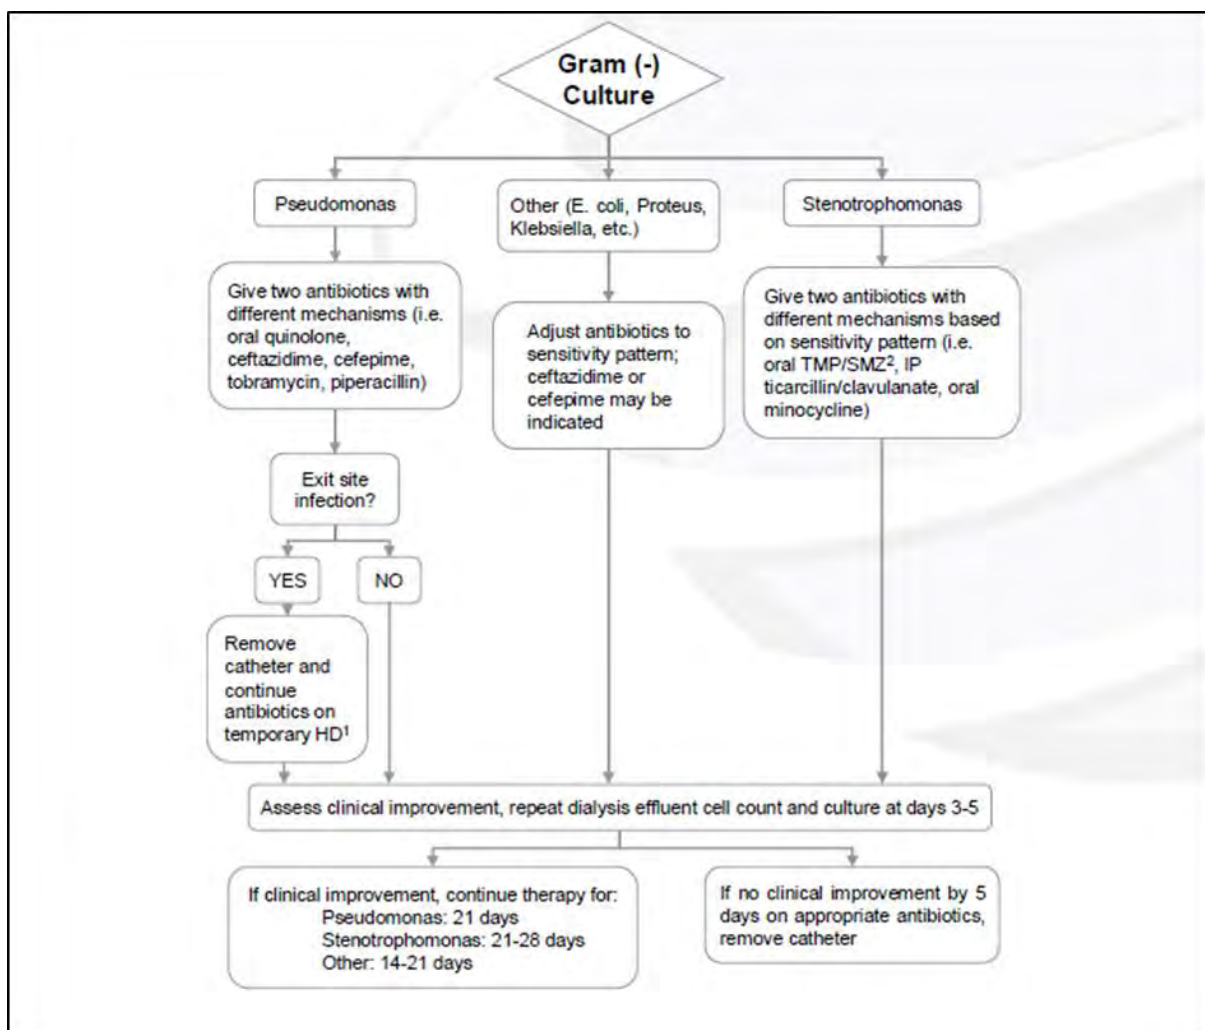 Gram (-)
Culture
Pseudomonas
Other (E. coli, Proteus,
Klebsiella, etc.)
Stenotrophomonas
Give two antibiotics with
different mechanisms (i.e.
oral quinolone,
ceftazidime, cefepime,
tobramycin, piperacillin)
Adjust antibiotics to
sensitivity pattern;
ceftazidime or
cefepime may be
indicated
Give two antibiotics with
different mechanisms based
on sensitivity pattern (i.e.
oral TMP/SMZ², IP
ticarcillin/clavulanate, oral
minocycline)
Exit site
infection?
YES
NO
Remove
catheter and
continue
antibiotics on
temporary HD¹
Assess clinical improvement, repeat dialysis effluent cell count and culture at days 3-5
If clinical improvement, continue therapy for:
Pseudomonas: 21 days
Stenotrophomonas: 21-28 days
Other: 14-21 days
If no clinical improvement by 5
days on appropriate antibiotics,
remove catheter